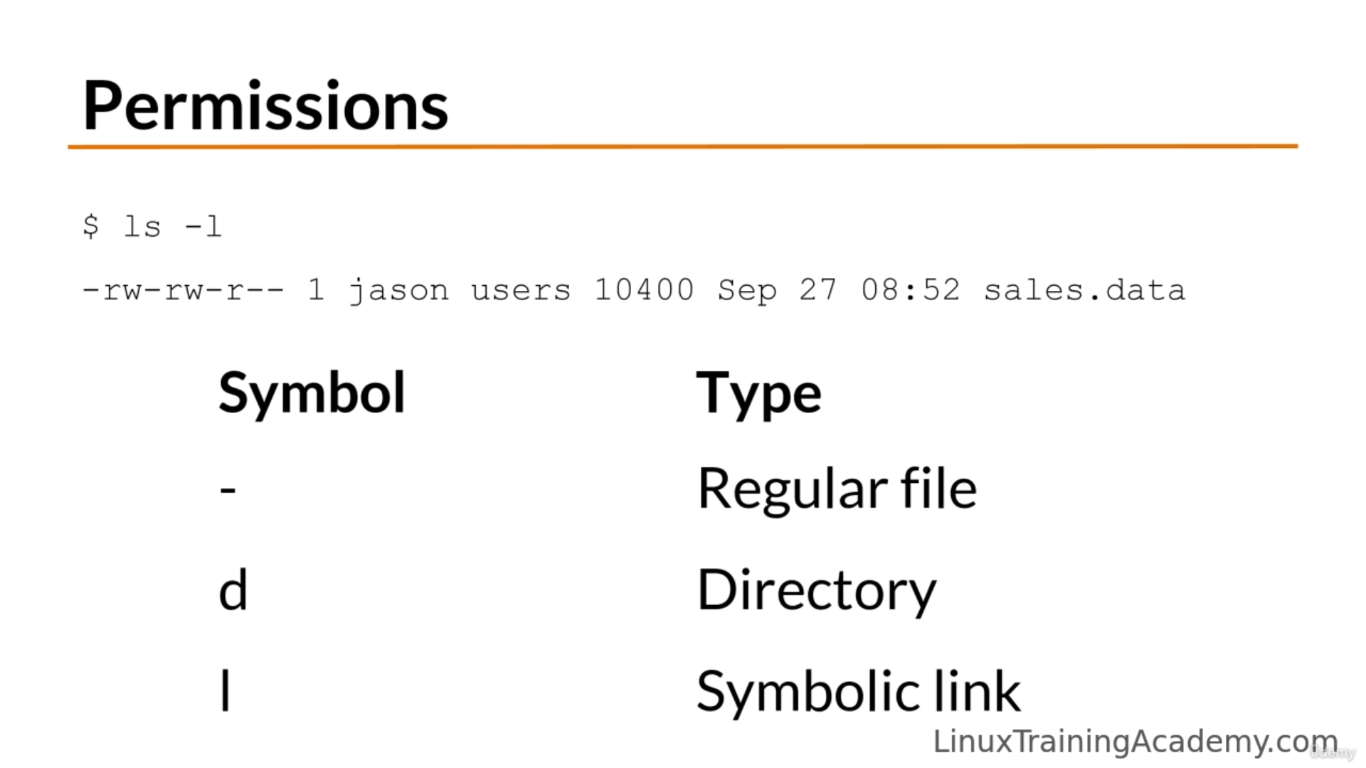 Permissions
$ ls -l
-rw-rw-r-- 1 jason users 10400 Sep 27 08:52 sales.data
Symbol Type
- Regular file
d Directory
l Symbolic link
LinuxTrainingAcademy.com
Udemy